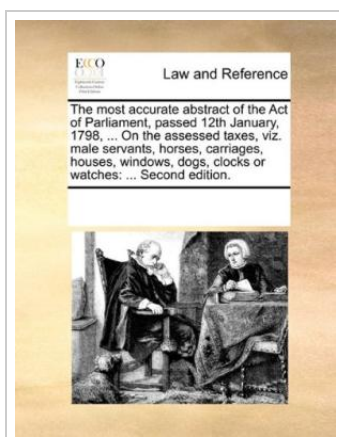 ECCO
Law and Reference
The most accurate abstract of the Act
of Parliament, passed 12th January,
1798, ... On the assessed taxes, viz.
male servants, horses, carriages,
houses, windows, dogs, clocks or
watches: ... Second edition.